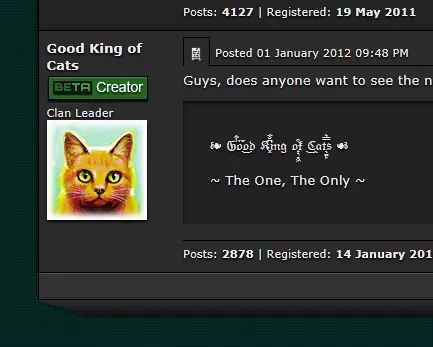 Posts: 4127 | Registered: 19 May 2011
Good King of
Cats
BETA Creator
Clan Leader
Posted 01 January 2012 09:48 PM
Guys, does anyone want to see the n
❧ Good King of Cats ☙
~ The One, The Only ~
Posts: 2878 | Registered: 14 January 201